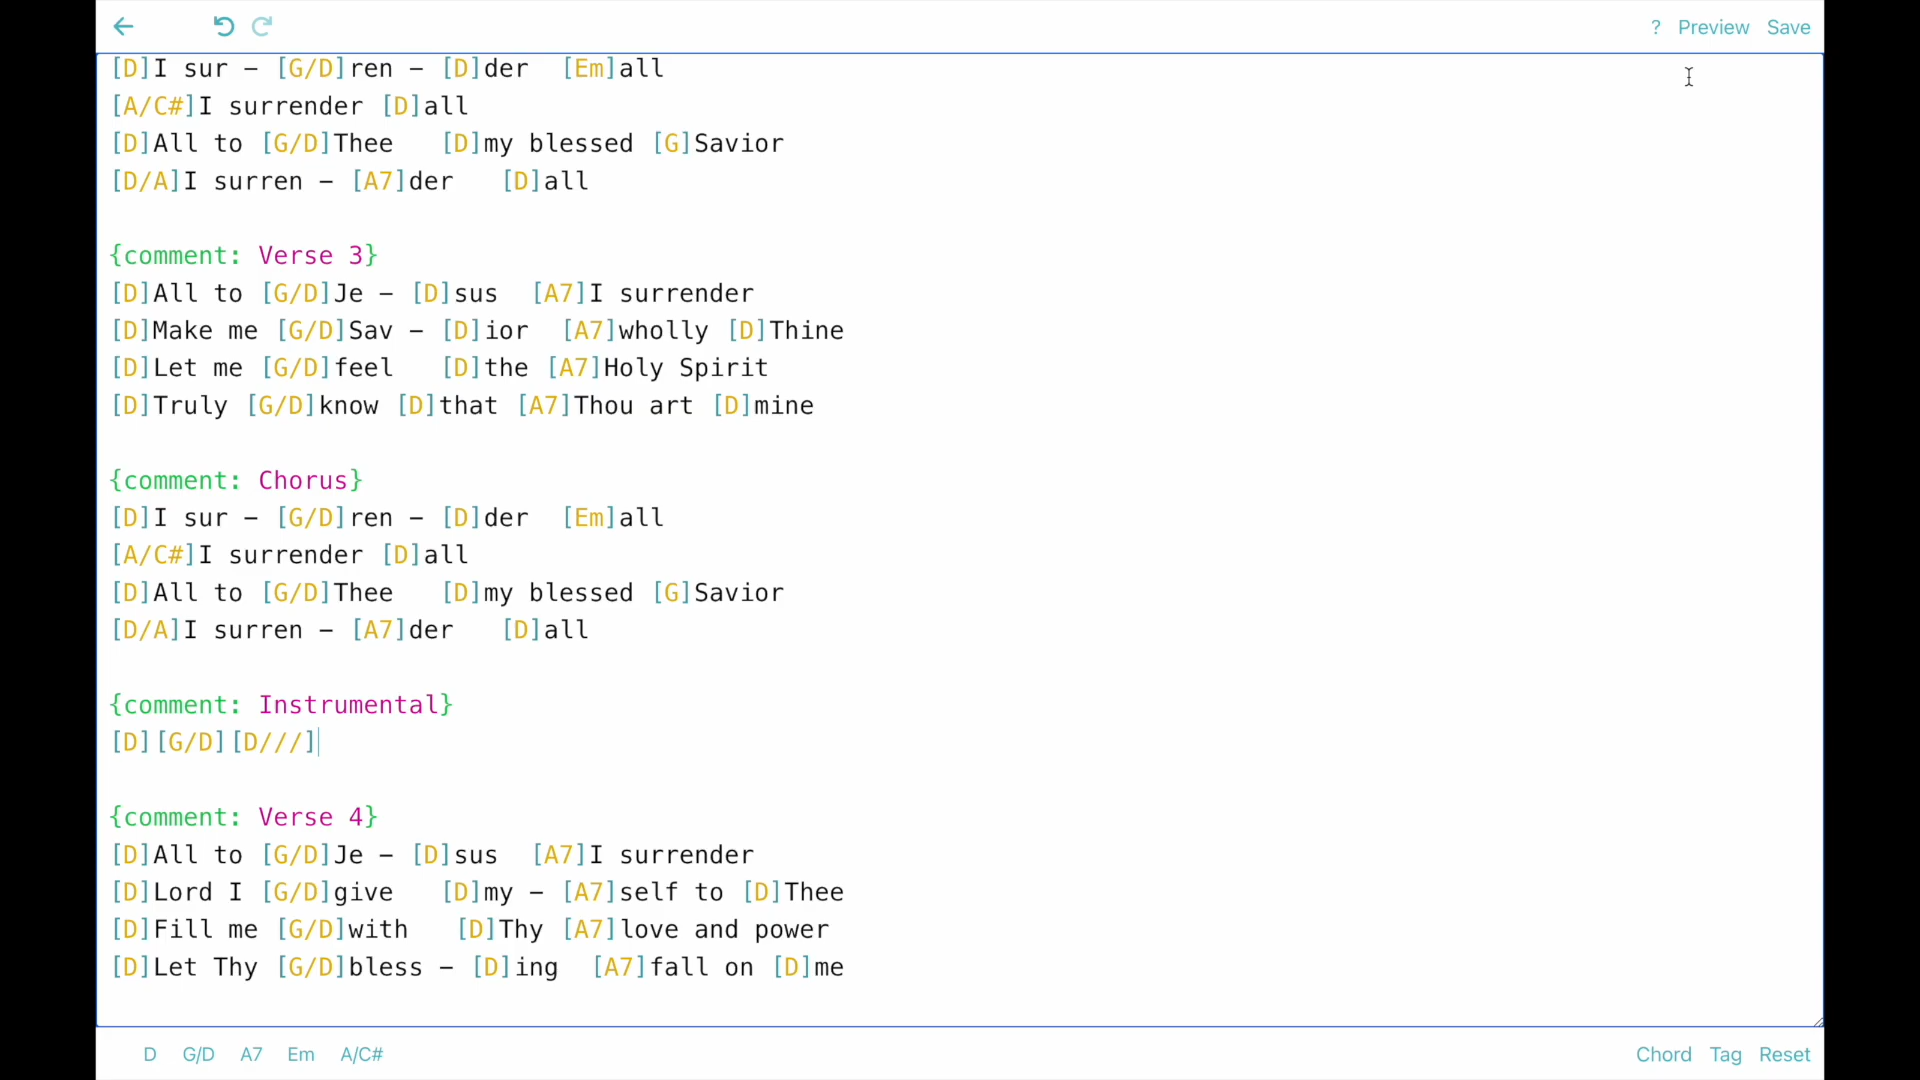 ? Preview Save
[D]I sur – [G/D]ren – [D]der  [Em]all
[A/C#]I surrender [D]all
[D]All to [G/D]Thee   [D]my blessed [G]Savior
[D/A]I surren – [A7]der   [D]all
{comment: Verse 3}
[D]All to [G/D]Je – [D]sus  [A7]I surrender
[D]Make me [G/D]Sav – [D]ior  [A7]wholly [D]Thine
[D]Let me [G/D]feel   [D]the [A7]Holy Spirit
[D]Truly [G/D]know [D]that [A7]Thou art [D]mine
{comment: Chorus}
[D]I sur – [G/D]ren – [D]der  [Em]all
[A/C#]I surrender [D]all
[D]All to [G/D]Thee   [D]my blessed [G]Savior
[D/A]I surren – [A7]der   [D]all
{comment: Instrumental}
[D][G/D][D///]
{comment: Verse 4}
[D]All to [G/D]Je – [D]sus  [A7]I surrender
[D]Lord I [G/D]give   [D]my – [A7]self to [D]Thee
[D]Fill me [G/D]with   [D]Thy [A7]love and power
[D]Let Thy [G/D]bless – [D]ing  [A7]fall on [D]me
D G/D A7 Em A/C# Chord Tag Reset